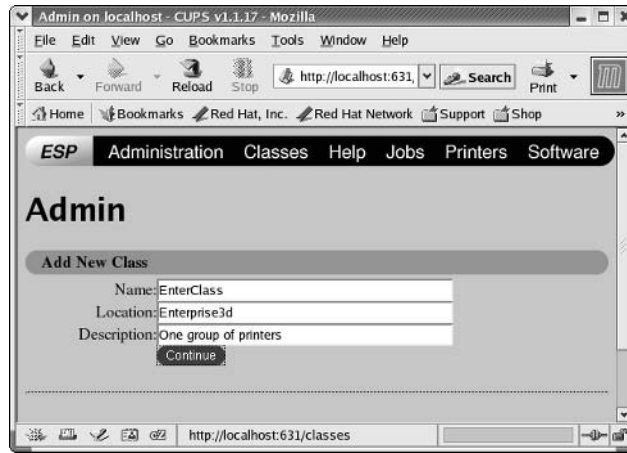 Admin on localhost - CUPS v1.1.17 - Mozilla
File Edit View Go Bookmarks Tools Window Help
Back Forward Reload Stop http://localhost:631, Search Print
Home Bookmarks Red Hat, Inc. Red Hat Network Support Shop »
ESP Administration Classes Help Jobs Printers Software
Admin
Add New Class
Name: EnterClass
Location: Enterprise3d
Description: One group of printers
Continue
http://localhost:631/classes